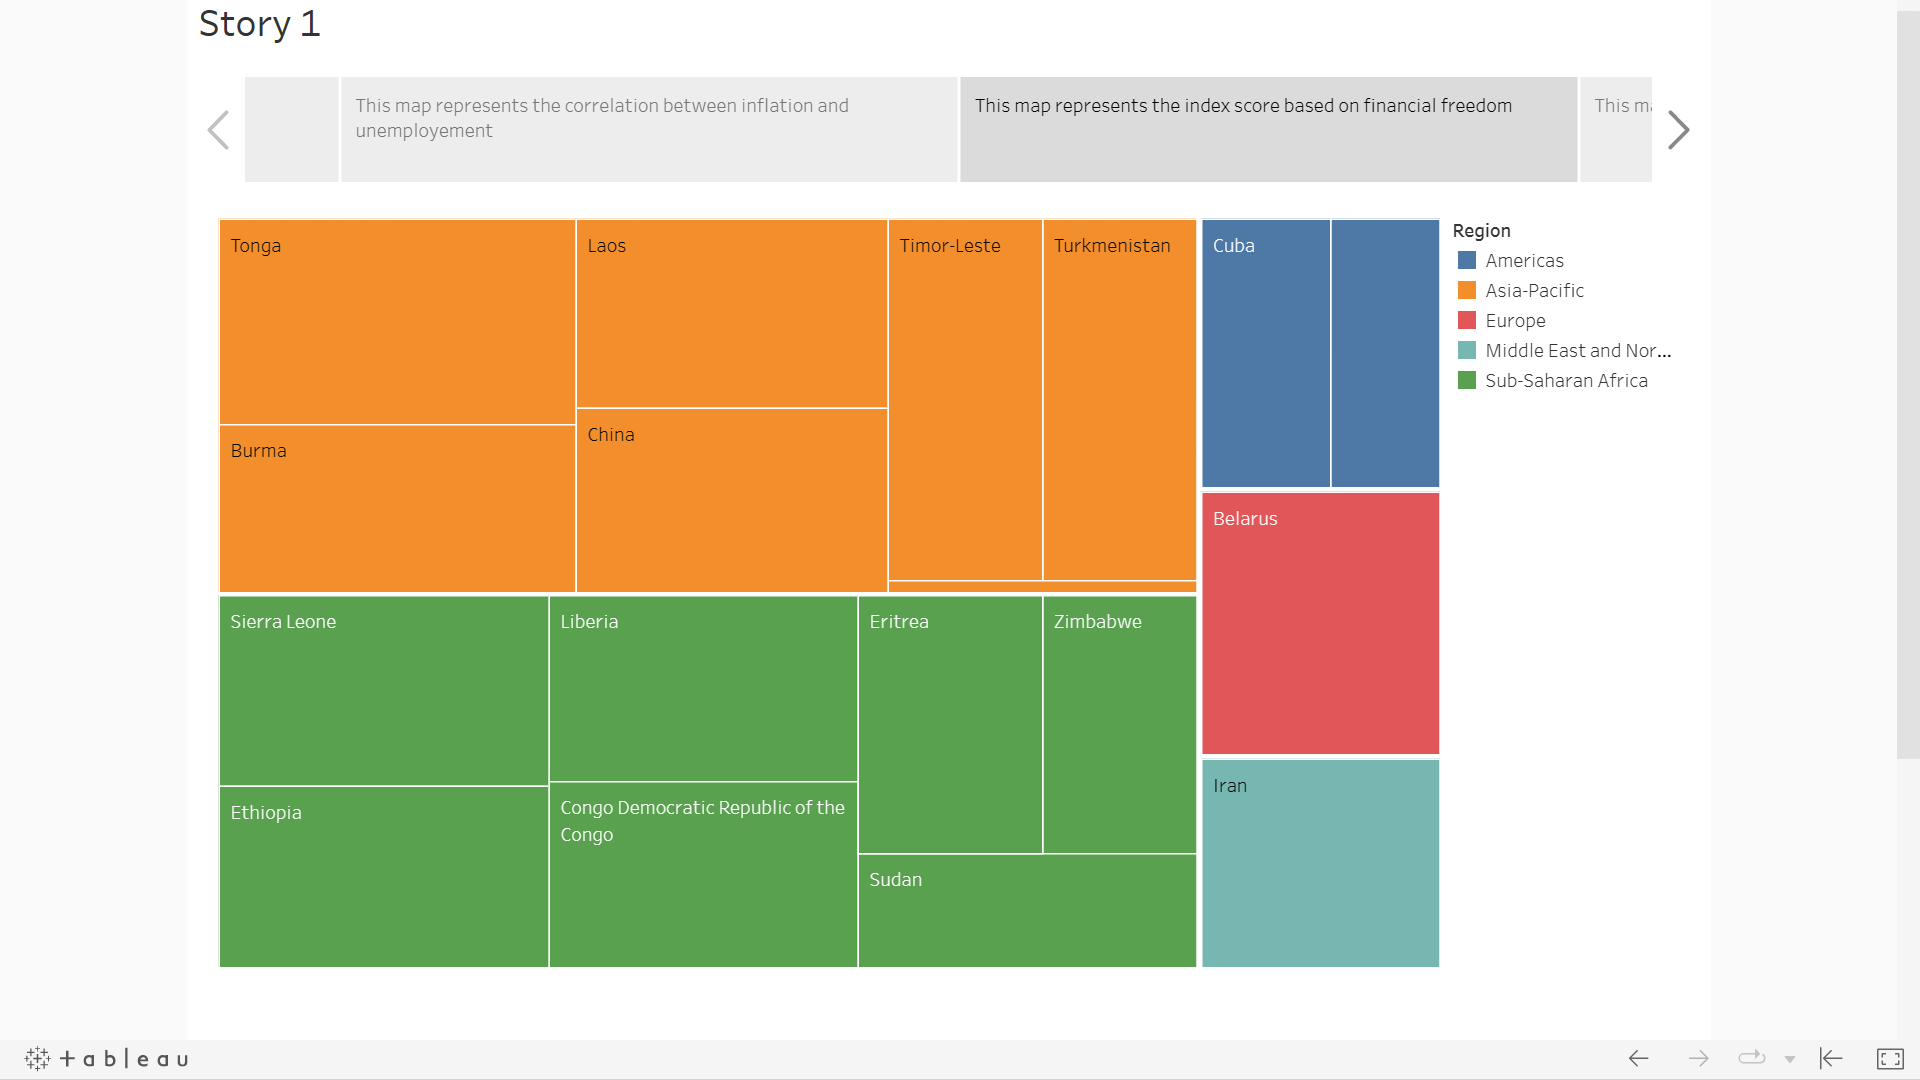 Story 1
This map represents the correlation between inflation and
unemployement
This map represents the index score based on financial freedom
This
Tonga
Laos
Timor-Leste
Turkmenistan
Cuba
Burma
China
Belarus
Sierra Leone
Liberia
Eritrea
Zimbabwe
Ethiopia
Congo Democratic Republic of the
Congo
Sudan
Iran
Region
Americas
Asia-Pacific
Europe
Middle East and Nor...
Sub-Saharan Africa
+ableau